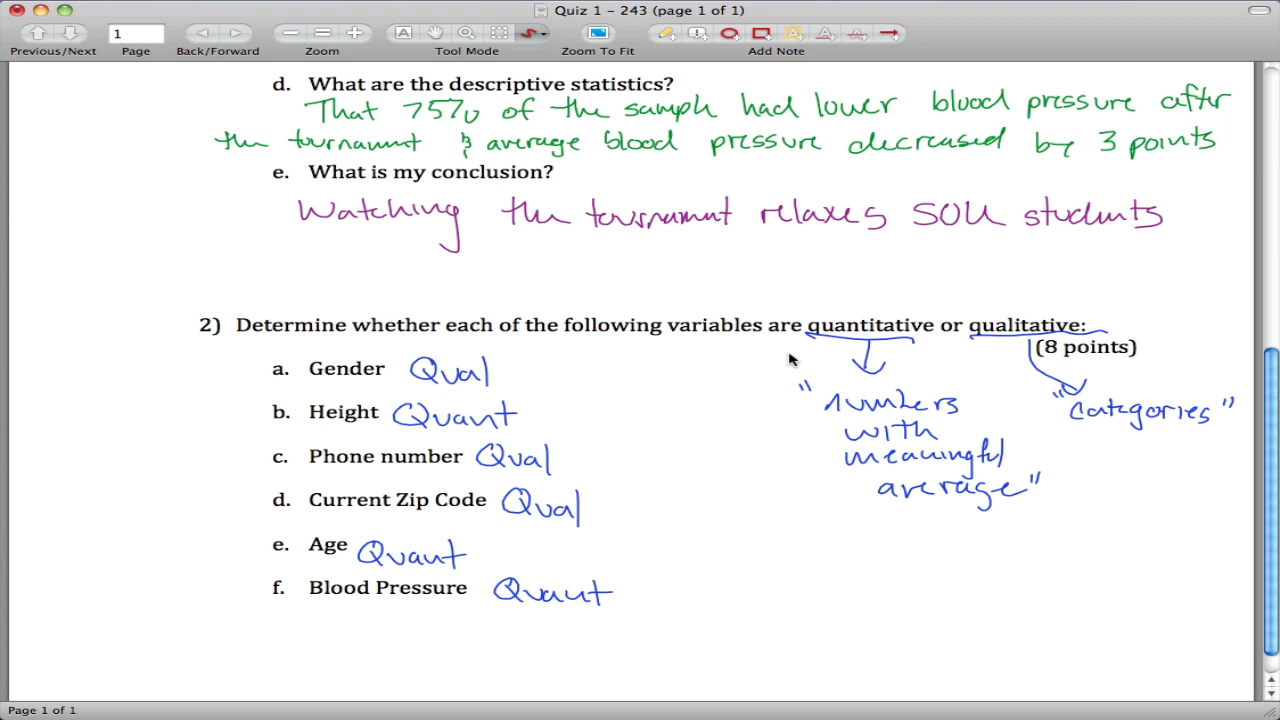 Quiz 1 – 243 (page 1 of 1)
1
Previous/Next Page Back/Forward Zoom Tool Mode Zoom To Fit Add Note
d. What are the descriptive statistics?
That 75% of the sample had lower blood pressure after
the tournament & average blood pressure decreased by 3 points
e. What is my conclusion?
Watching the tournament relaxes SOU students
2) Determine whether each of the following variables are quantitative or qualitative:
(8 points)
a. Gender Qual
b. Height Quant
c. Phone number Qual
d. Current Zip Code Qual
e. Age Quant
f. Blood Pressure Quant
"numbers
with
meaningful
average"
"categories"
Page 1 of 1